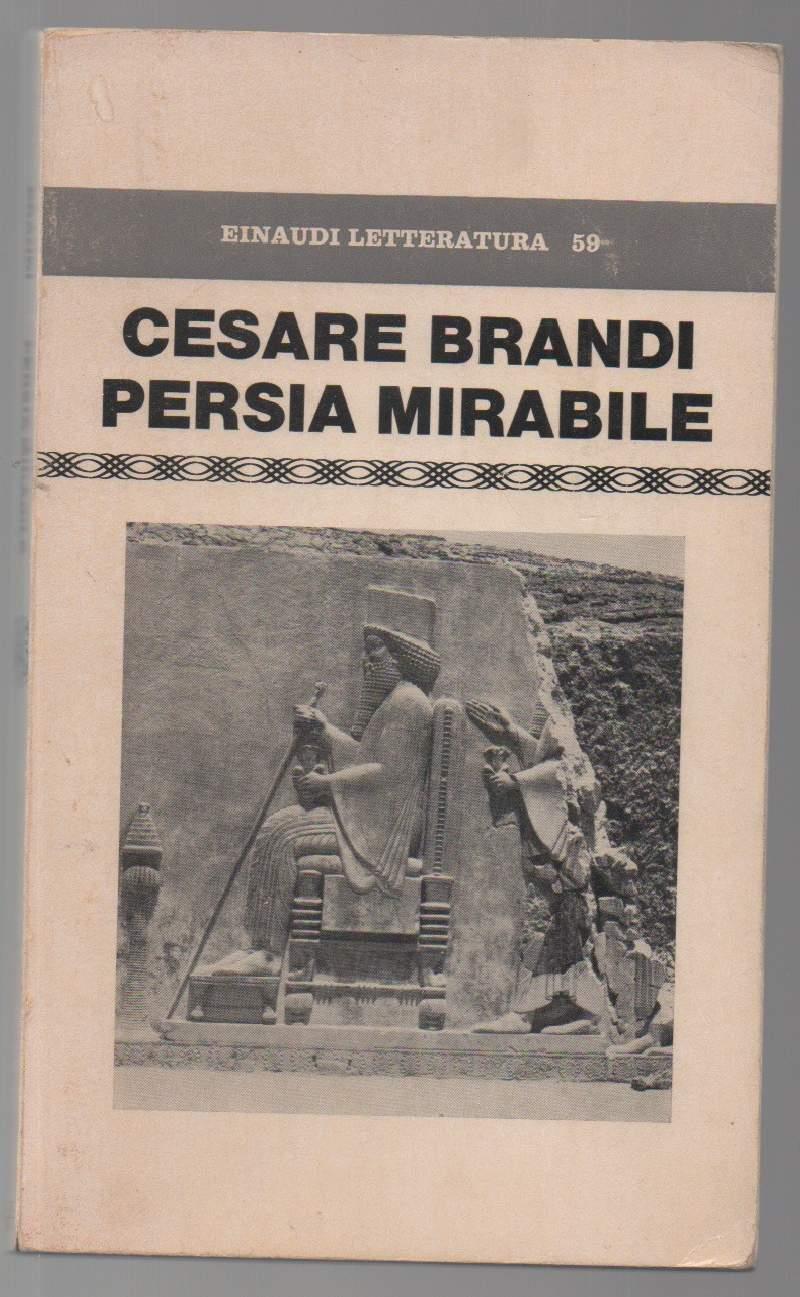 EINAUDI LETTERATURA 59
CESARE BRANDI
PERSIA MIRABILE